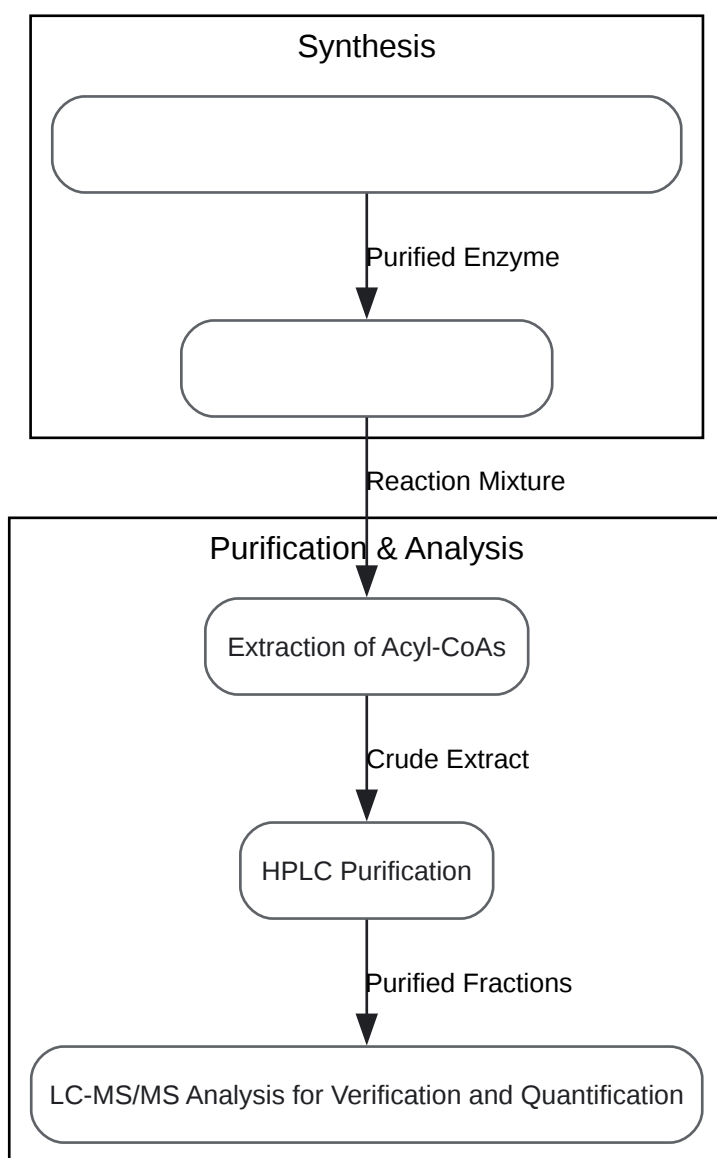 Synthesis
Purified Enzyme
Reaction Mixture
Purification & Analysis
Extraction of Acyl-CoAs
Crude Extract
HPLC Purification
Purified Fractions
LC-MS/MS Analysis for Verification and Quantification